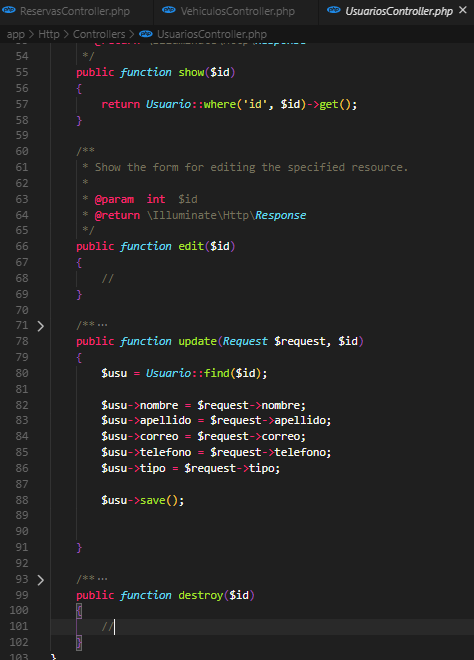 ReservasController.php VehiculosController.php UsuariosController.php ×
app > Http > Controllers > UsuariosController.php
54 */
55 public function show($id)
56 {
57 return Usuario::where('id', $id)->get();
58 }
59
60 /**
61 * Show the form for editing the specified resource.
62 *
63 * @param int $id
64 * @return \Illuminate\Http\Response
65 */
66 public function edit($id)
67 {
68 //
69 }
70
71 > /** ···
78 public function update(Request $request, $id)
79 {
80 $usu = Usuario::find($id);
81
82 $usu->nombre = $request->nombre;
83 $usu->apellido = $request->apellido;
84 $usu->correo = $request->correo;
85 $usu->telefono = $request->telefono;
86 $usu->tipo = $request->tipo;
87
88 $usu->save();
89
90
91 }
92
93 > /** ···
99 public function destroy($id)
100 {
101 //
102 }
103 }